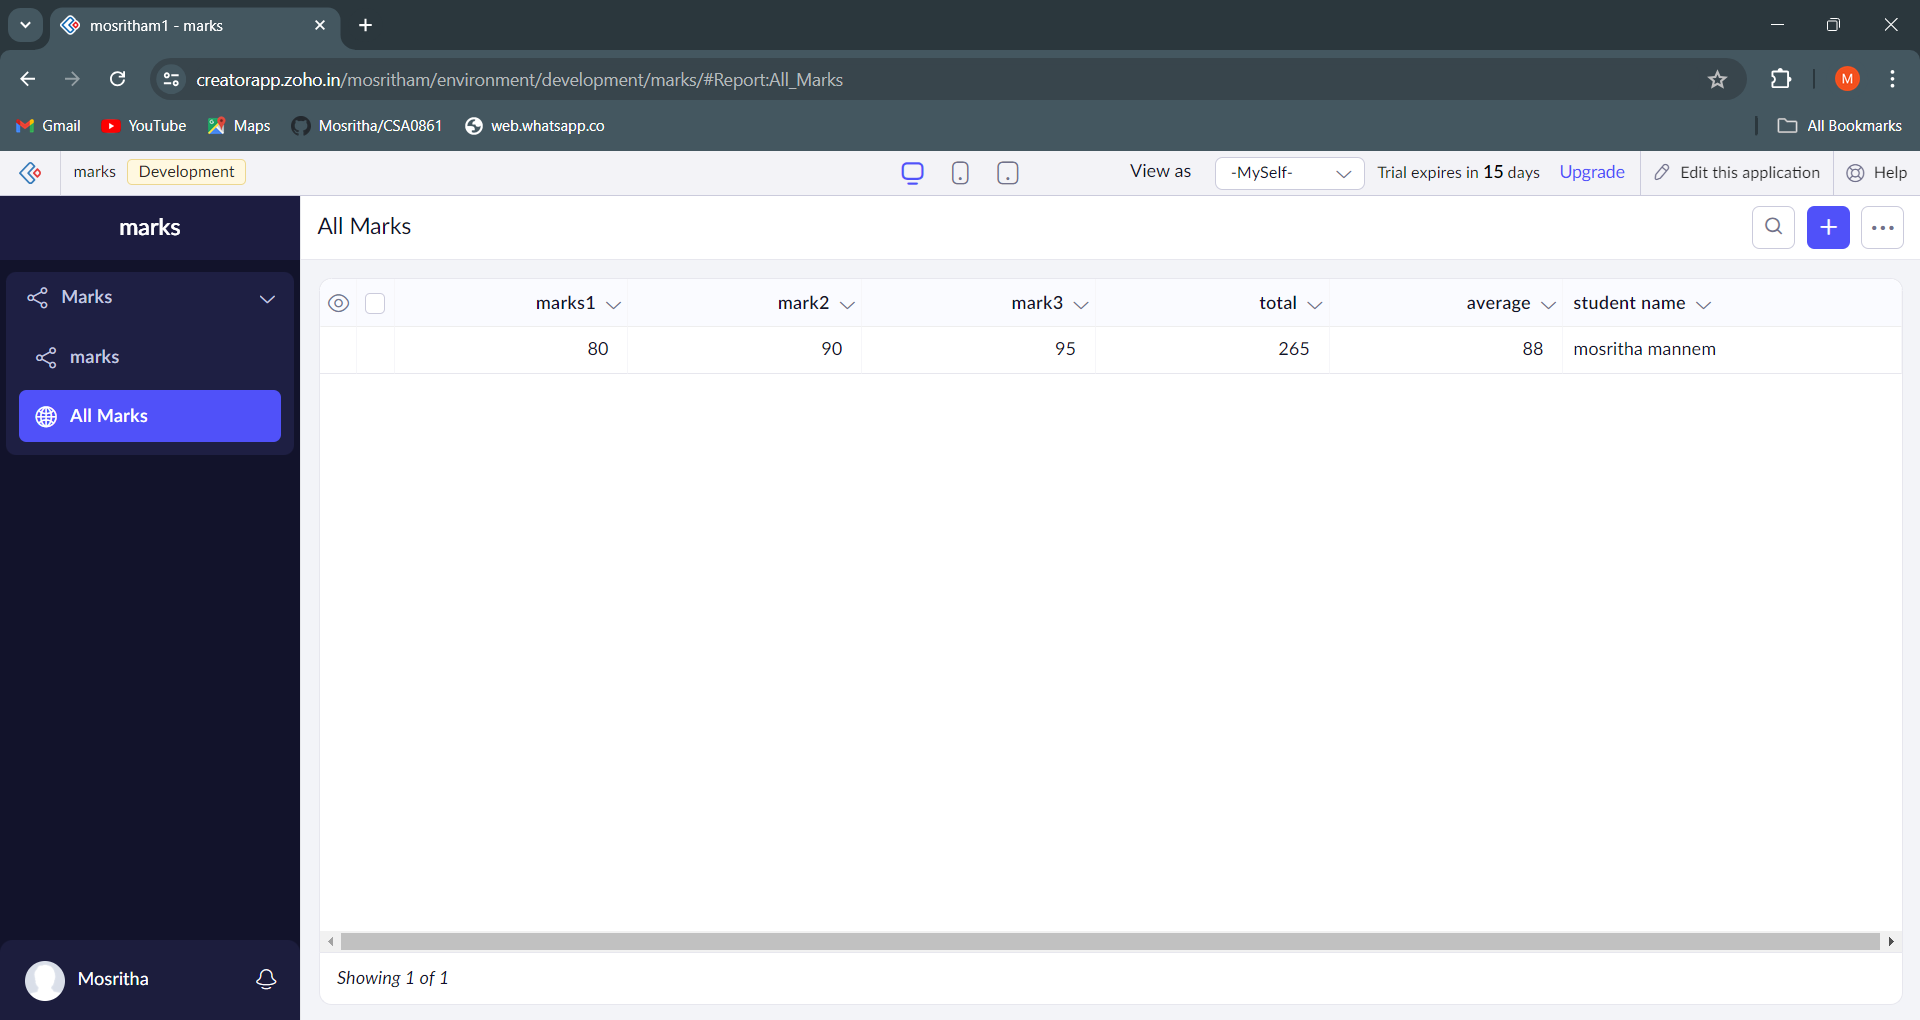 mosritham1 - marks
creatorapp.zoho.in/mosritham/environment/development/marks/#Report:All_Marks
M
Gmail
YouTube
Maps
Mosritha/CSA0861
web.whatsapp.co
All Bookmarks
marks
Development
View as
-MySelf-
Trial expires in 15 days
Upgrade
Edit this application
Help
marks
Marks
marks
All Marks
Mosritha
All Marks
marks1 mark2 mark3 total average student name
80 90 95 265 88 mosritha mannem
Showing 1 of 1